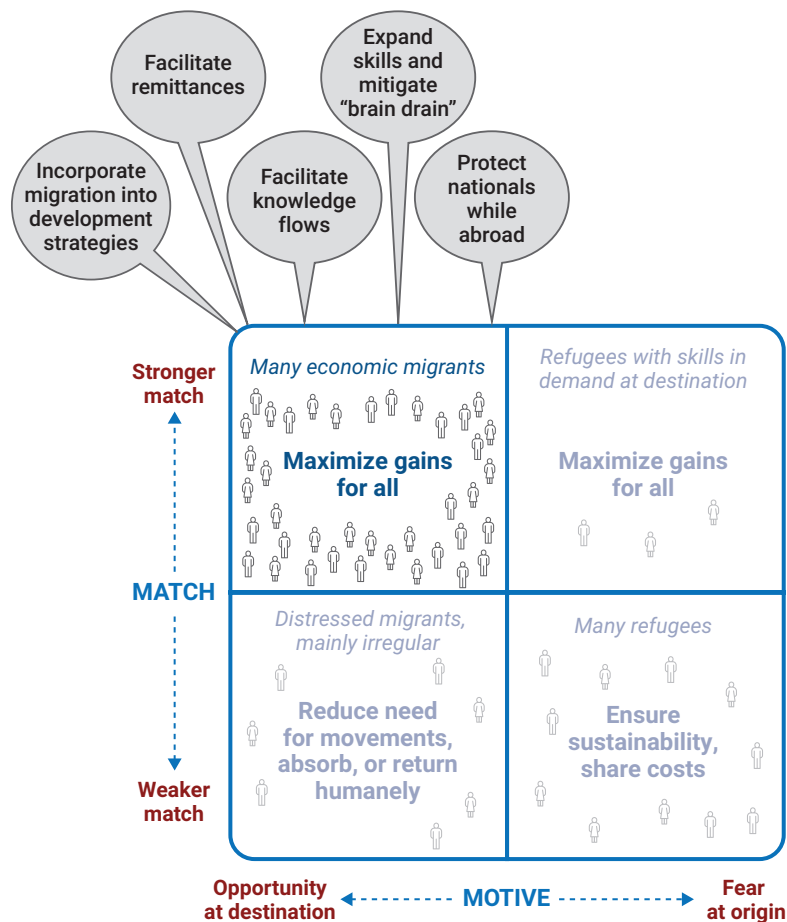 Facilitate
remittances
Expand
skills and
mitigate
“brain drain”
Incorporate
migration into
development
strategies
Facilitate
knowledge
flows
Protect
nationals
while
abroad
Stronger
match
MATCH
Weaker
match
Many economic migrants
Maximize gains
for all
Refugees with skills in
demand at destination
Maximize gains
for all
Distressed migrants,
mainly irregular
Reduce need
for movements,
absorb, or return
humanely
Many refugees
Ensure
sustainability,
share costs
Opportunity
at destination
MOTIVE
Fear
at origin